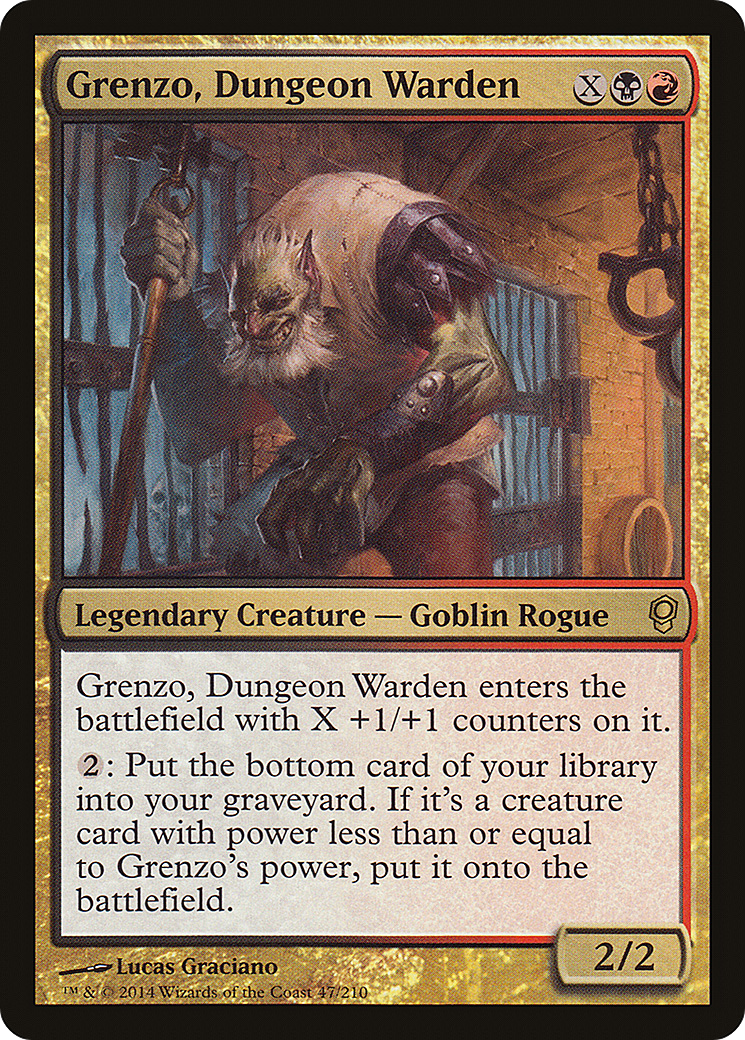 Grenzo, Dungeon Warden X
Legendary Creature — Goblin Rogue
Grenzo, Dungeon Warden enters the
battlefield with X +1/+1 counters on it.
2: Put the bottom card of your library
into your graveyard. If it's a creature
card with power less than or equal
to Grenzo's power, put it onto the
battlefield.
2/2
Lucas Graciano
™ & © 2014 Wizards of the Coast 47/210